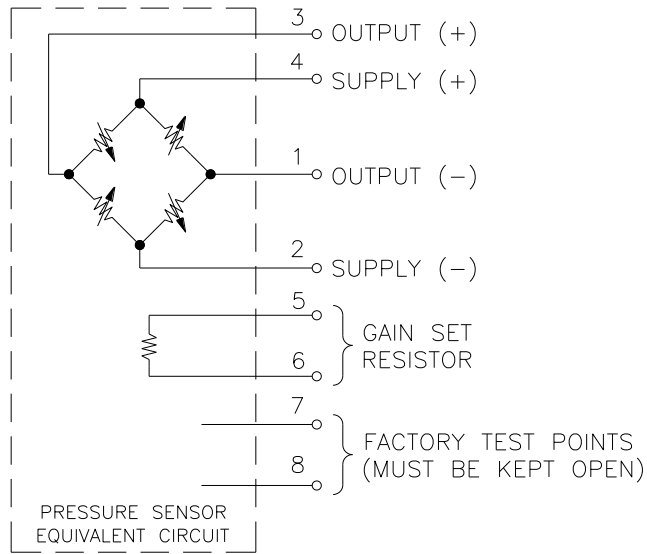 3
OUTPUT (+)
4
SUPPLY (+)
1
OUTPUT (−)
2
SUPPLY (−)
5
GAIN SET
RESISTOR
6
7
FACTORY TEST POINTS
(MUST BE KEPT OPEN)
8
PRESSURE SENSOR
EQUIVALENT CIRCUIT